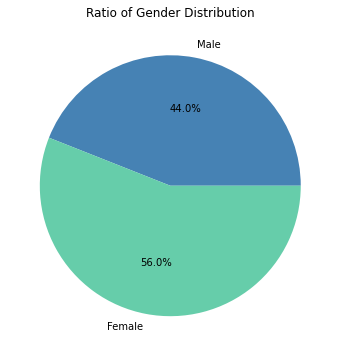 Ratio of Gender Distribution
Male
44.0%
56.0%
Female